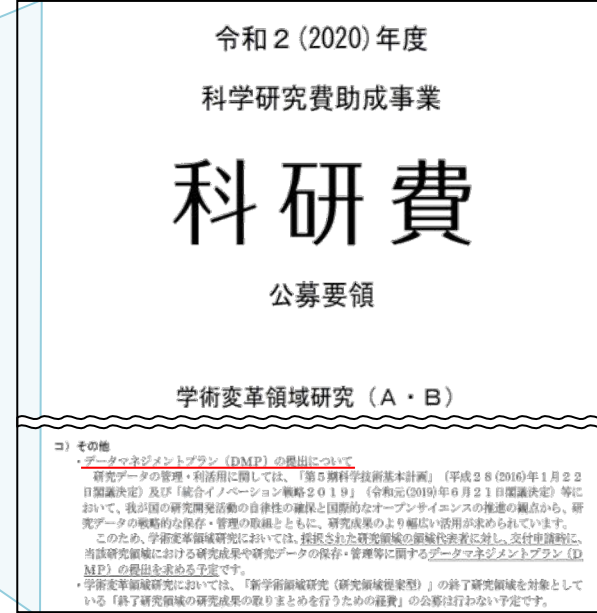 令和２(2020)年度
科学研究費助成事業
科研費
公募要領
学術変革領域研究（Ａ・Ｂ）
コ）その他
・データマネジメントプラン（DMP）の提出について
研究データの管理・利活用に関しては、「第５期科学技術基本計画」（平成２８(2016)年１月２２
日閣議決定）及び「統合イノベーション戦略２０１９」（令和元(2019)年６月２１日閣議決定）等に
おいて、我が国の研究開発活動の自律性の確保と国際的なオープンサイエンスの推進の観点から、研
究データの戦略的な保存・管理の取組とともに、研究成果のより幅広い活用が求められています。
このため、学術変革領域研究においては、採択された研究領域の領域代表者に対し、交付申請時に、
当該研究領域における研究成果や研究データの保存・管理等に関するデータマネジメントプラン（Ｄ
ＭＰ）の提出を求める予定です。
・学術変革領域研究においては、「新学術領域研究（研究領域提案型）」の終了研究領域を対象として
いる「終了研究領域の研究成果の取りまとめを行うための経費」の公募は行わない予定です。